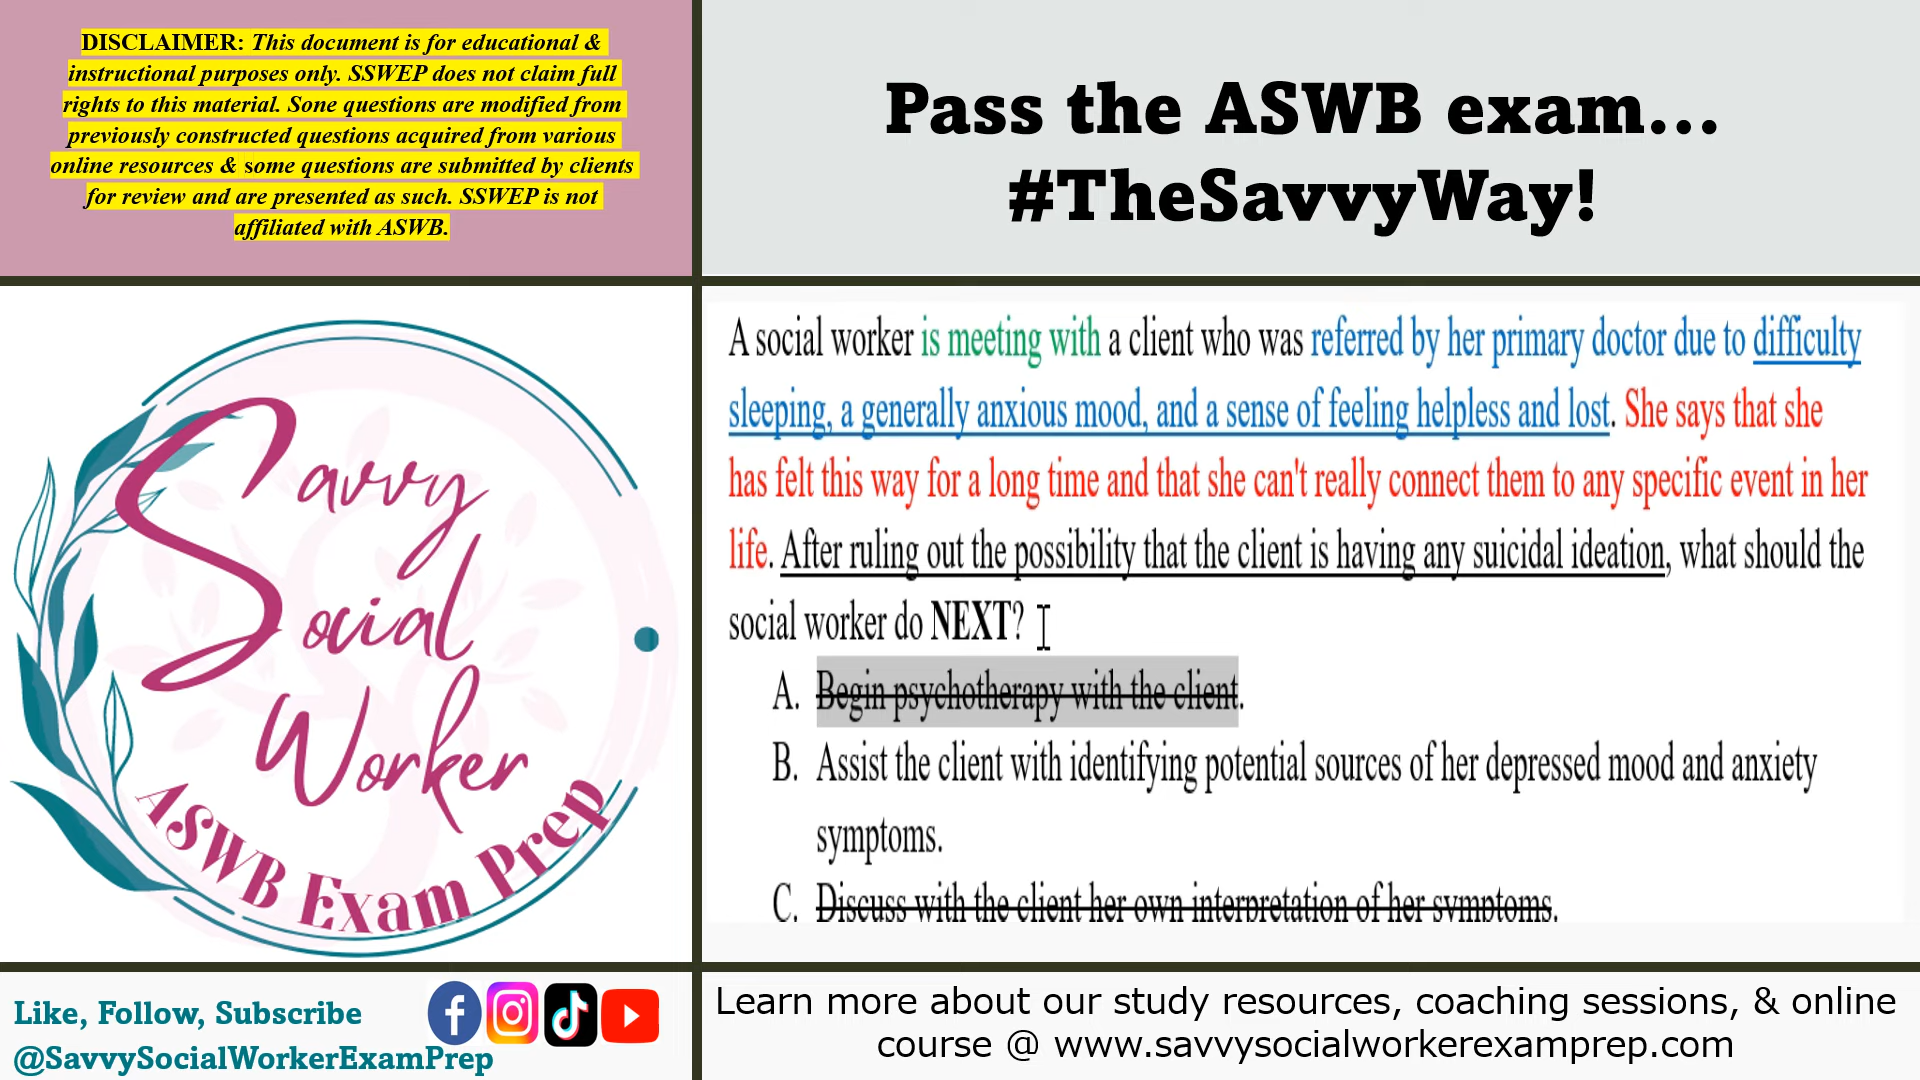 DISCLAIMER: This document is for educational &
instructional purposes only. SSWEP does not claim full
rights to this material. Sone questions are modified from
previously constructed questions acquired from various
online resources & some questions are submitted by clients
for review and are presented as such. SSWEP is not
affiliated with ASWB.
Pass the ASWB exam...
#TheSavvyWay!
Savvy
Social
Worker
ASWB Exam Prep
A social worker is meeting with a client who was referred by her primary doctor due to difficulty
sleeping, a generally anxious mood, and a sense of feeling helpless and lost. She says that she
has felt this way for a long time and that she can't really connect them to any specific event in her
life. After ruling out the possibility that the client is having any suicidal ideation, what should the
social worker do NEXT?
A. Begin psychotherapy with the client.
B. Assist the client with identifying potential sources of her depressed mood and anxiety
symptoms.
C. Discuss with the client her own interpretation of her symptoms.
Like, Follow, Subscribe
@SavvySocialWorkerExamPrep
Learn more about our study resources, coaching sessions, & online
course @ www.savvysocialworkerexamprep.com